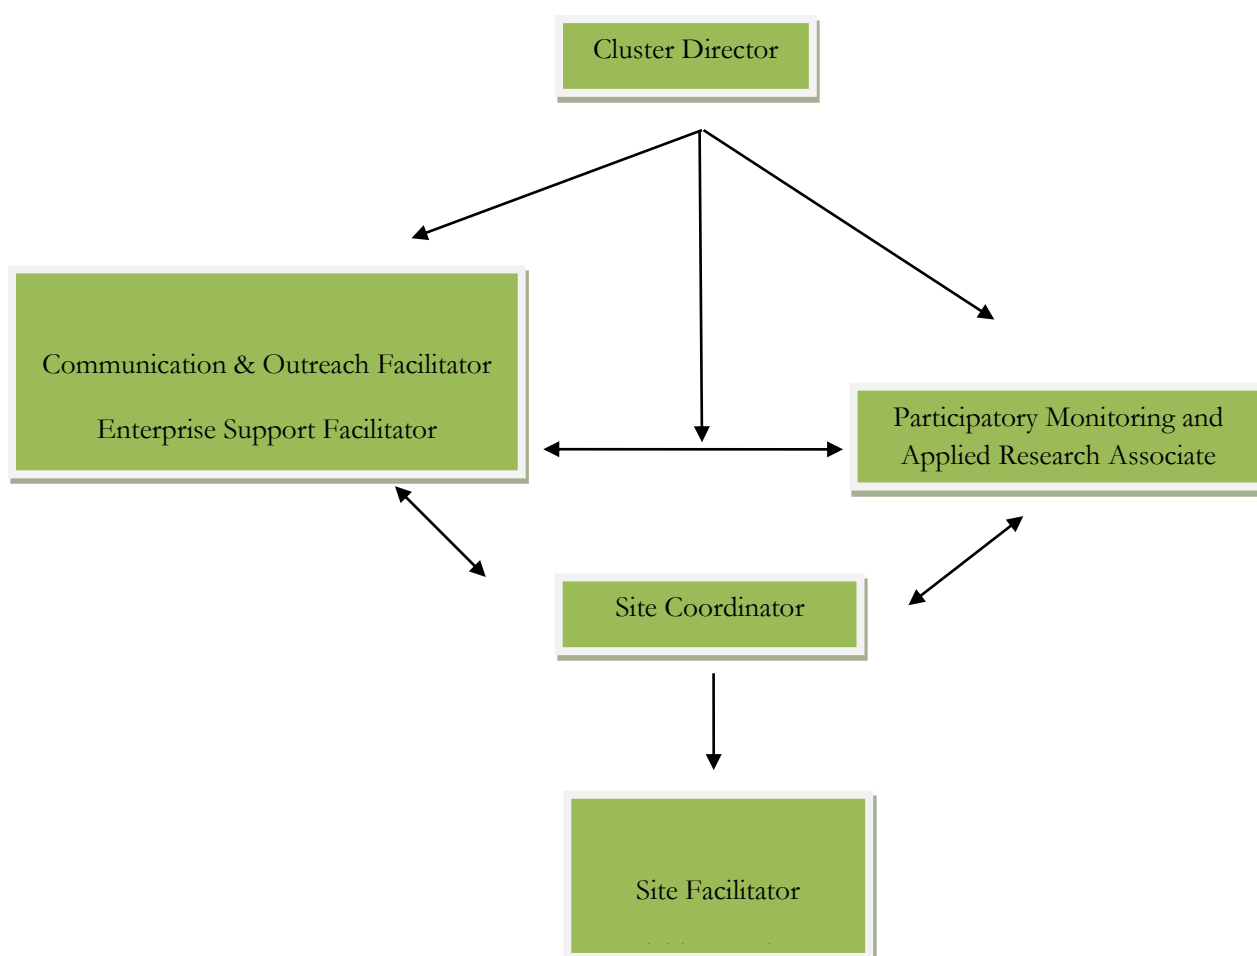 Cluster Director
Communication & Outreach Facilitator
Enterprise Support Facilitator
Participatory Monitoring and
Applied Research Associate
Site Coordinator
Site Facilitator